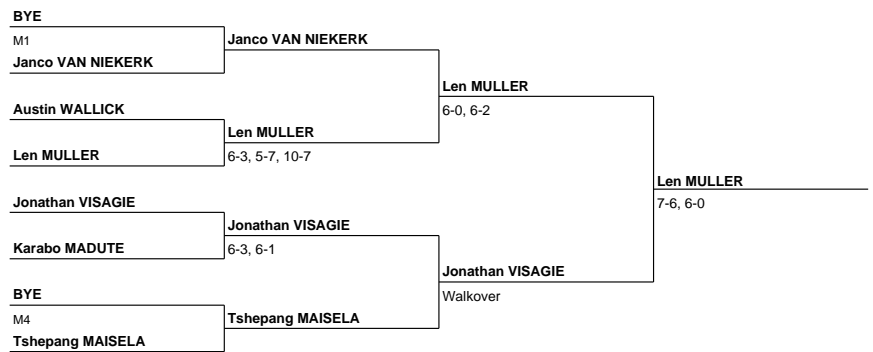 BYE
M1
Janco VAN NIEKERK
Janco VAN NIEKERK
Austin WALLICK
Len MULLER
Len MULLER
6-3, 5-7, 10-7
Len MULLER
6-0, 6-2
Jonathan VISAGIE
Karabo MADUTE
Jonathan VISAGIE
6-3, 6-1
BYE
M4
Tshepang MAISELA
Tshepang MAISELA
Jonathan VISAGIE
Walkover
Len MULLER
7-6, 6-0